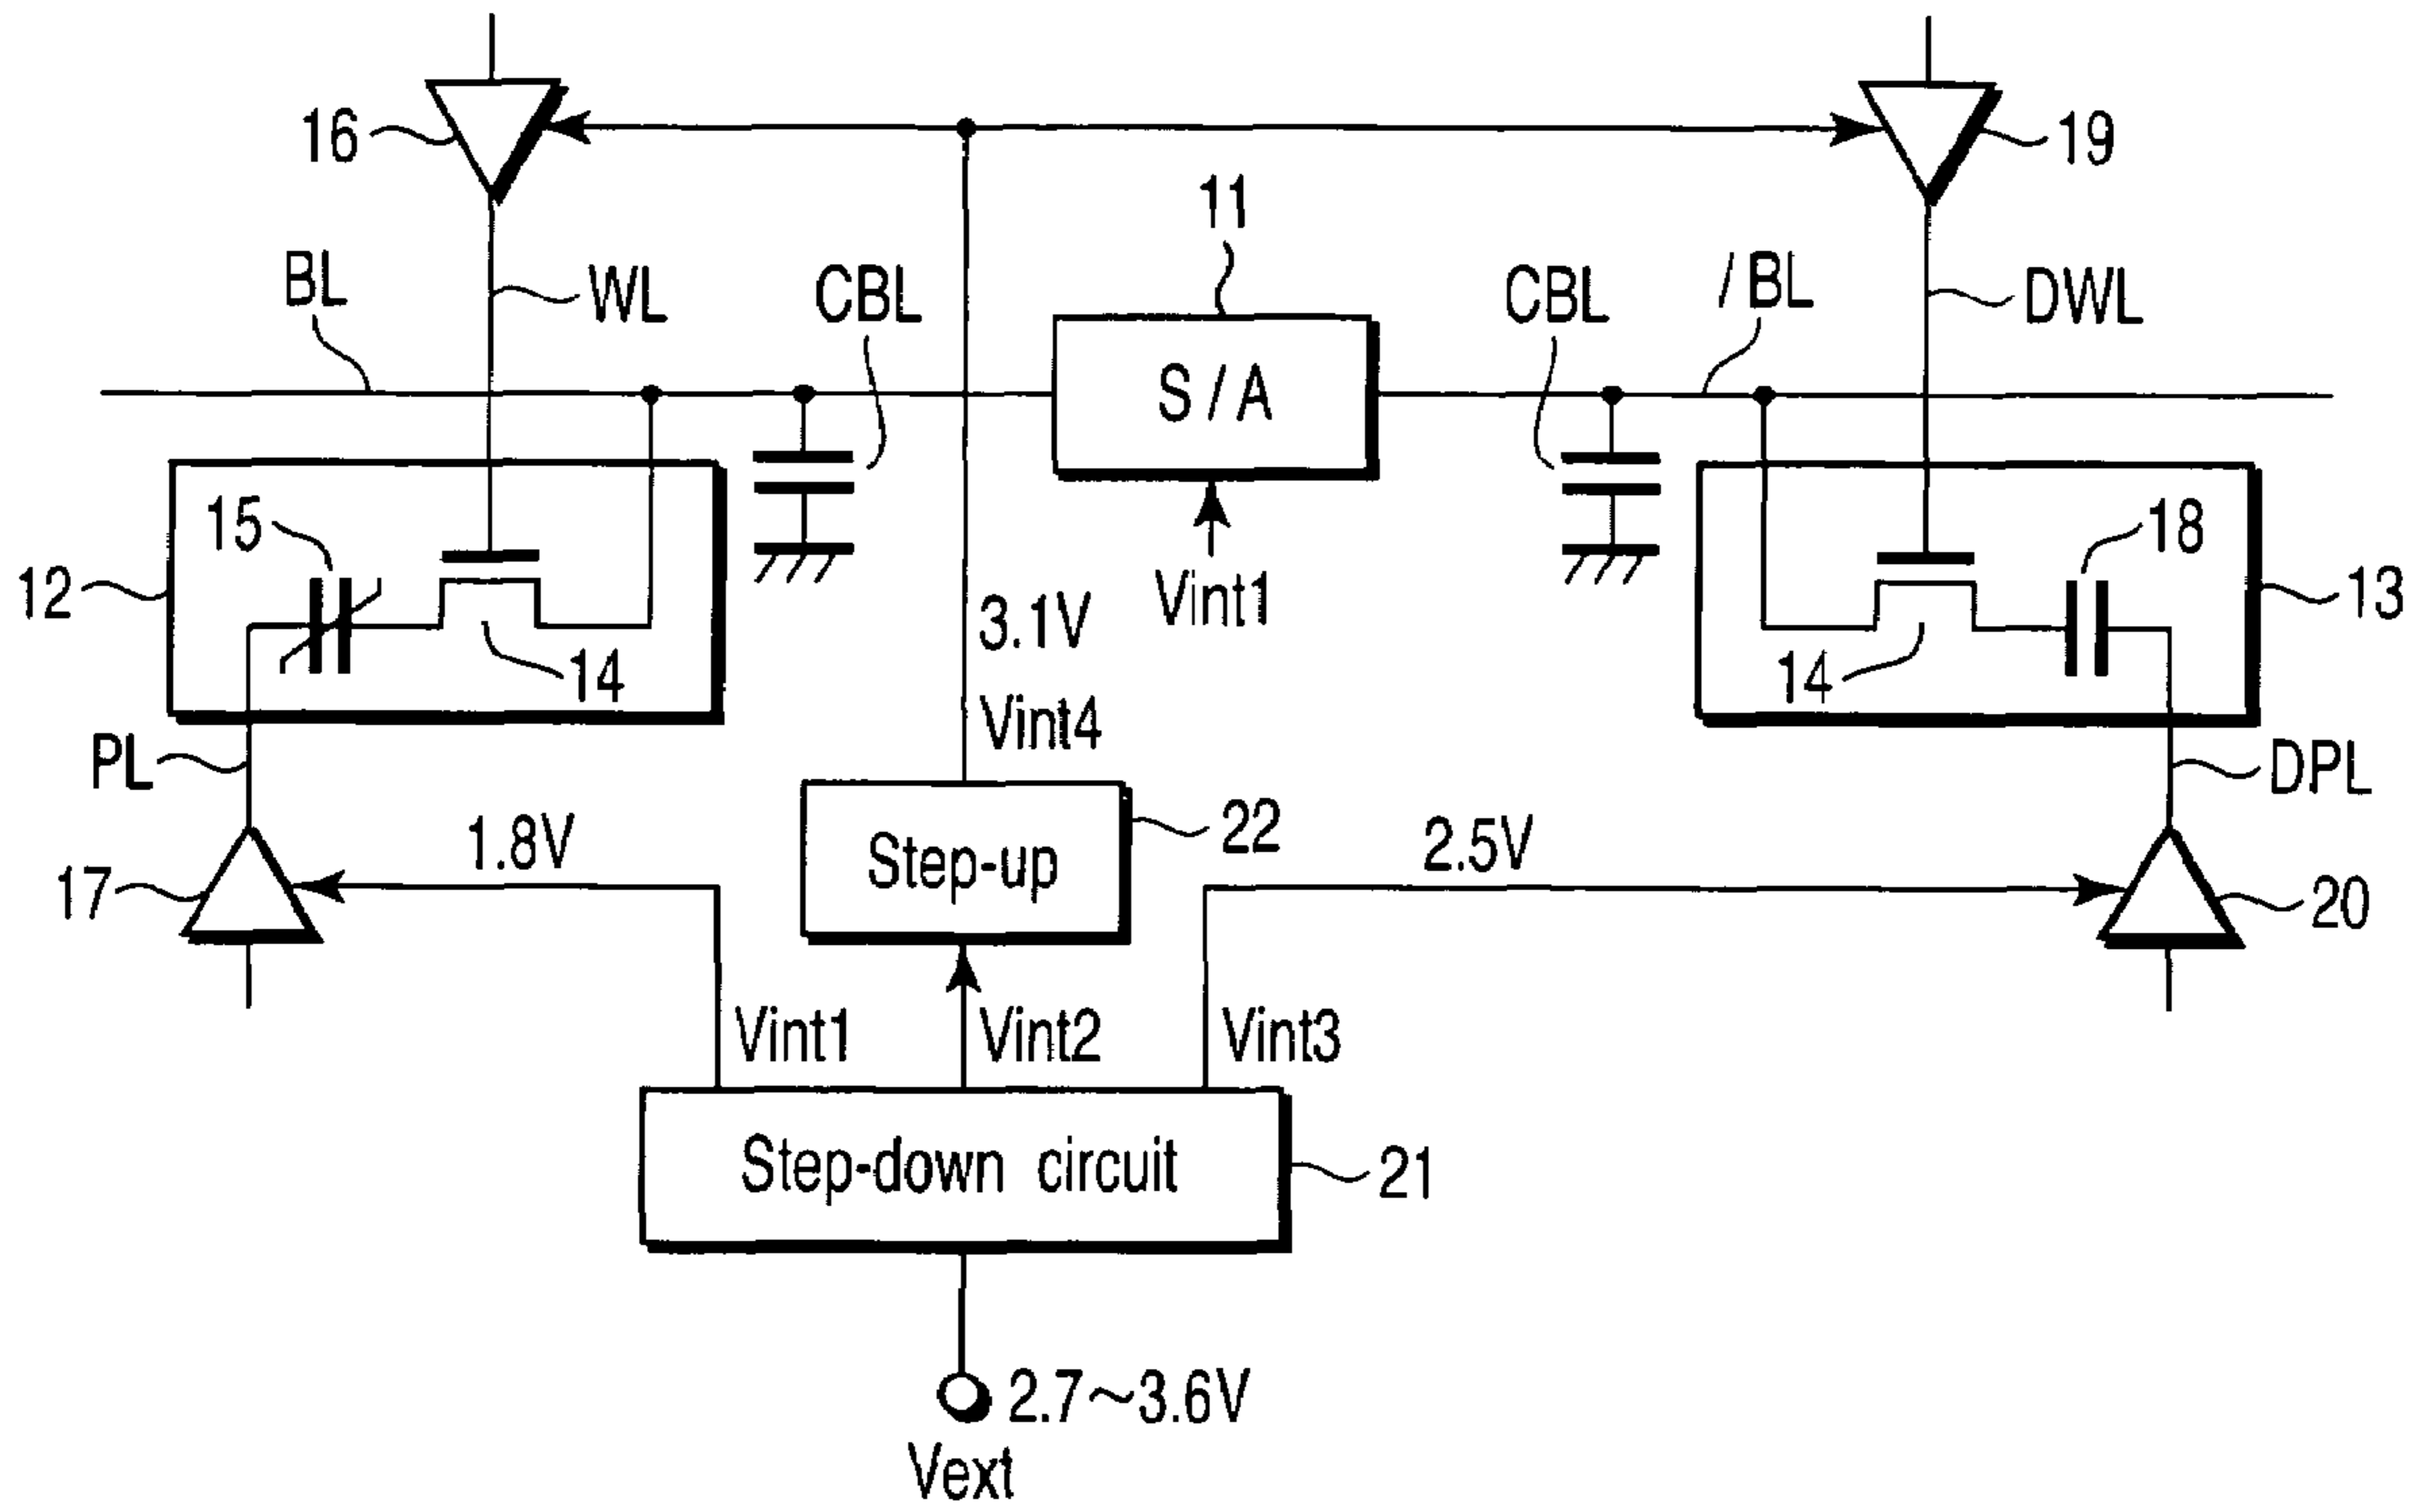 16
19
11
BL
WL
CBL
CBL
/BL
DWL
S/A
15
18
12
Vint1
13
3.1V
14
14
Vint4
PL
DPL
1.8V
22
2.5V
Step-up
17
20
Vint1
Vint2
Vint3
Step-down circuit
21
2.7~3.6V
Vext